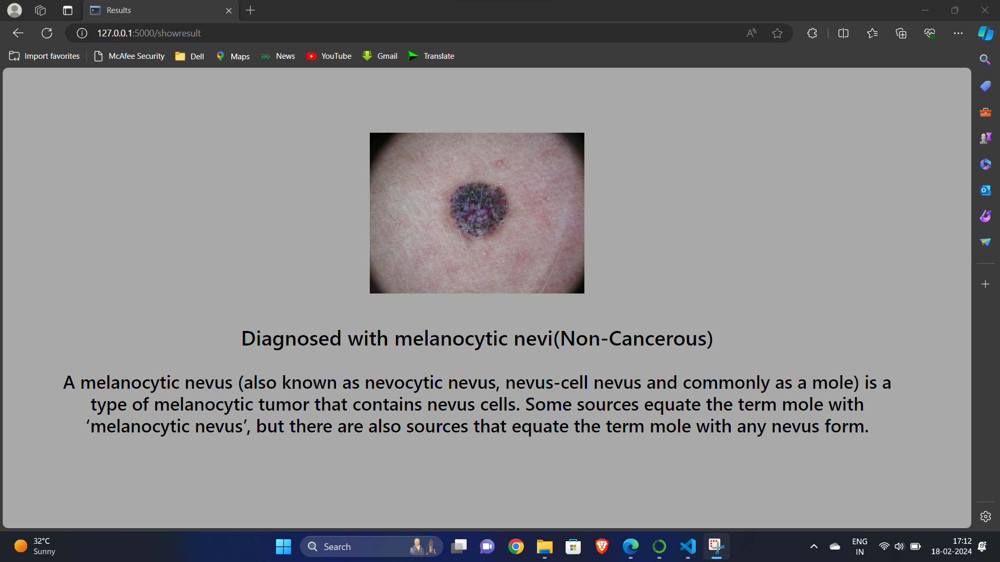 Results
127.0.0.1:5000/showresult
Import favorites
McAfee Security
Dell
Maps
News
YouTube
Gmail
Translate
Diagnosed with melanocytic nevi(Non-Cancerous)
A melanocytic nevus (also known as nevocytic nevus, nevus-cell nevus and commonly as a mole) is a
type of melanocytic tumor that contains nevus cells. Some sources equate the term mole with
‘melanocytic nevus’, but there are also sources that equate the term mole with any nevus form.
32°C
Sunny
Search
ENG
IN
17:12
18-02-2024